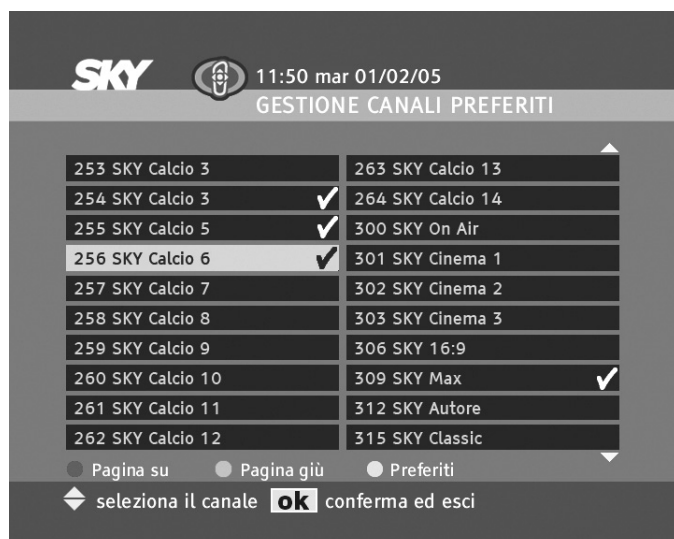 SKY
11:50 mar 01/02/05
GESTIONE CANALI PREFERITI
253 SKY Calcio 3
254 SKY Calcio 3
255 SKY Calcio 5
256 SKY Calcio 6
257 SKY Calcio 7
258 SKY Calcio 8
259 SKY Calcio 9
260 SKY Calcio 10
261 SKY Calcio 11
262 SKY Calcio 12
263 SKY Calcio 13
264 SKY Calcio 14
300 SKY On Air
301 SKY Cinema 1
302 SKY Cinema 2
303 SKY Cinema 3
306 SKY 16:9
309 SKY Max
312 SKY Autore
315 SKY Classic
Pagina su Pagina giù Preferiti
seleziona il canale ok conferma ed esci